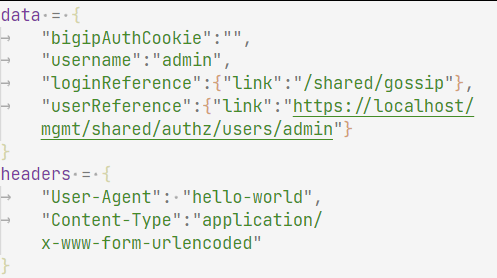 data = {
"bigipAuthCookie":"",
"username":"admin",
"loginReference":{"link":"/shared/gossip"},
"userReference":{"link":"https://localhost/
mgmt/shared/authz/users/admin"}
}
headers = {
"User-Agent": "hello-world",
"Content-Type":"application/
x-www-form-urlencoded"
}